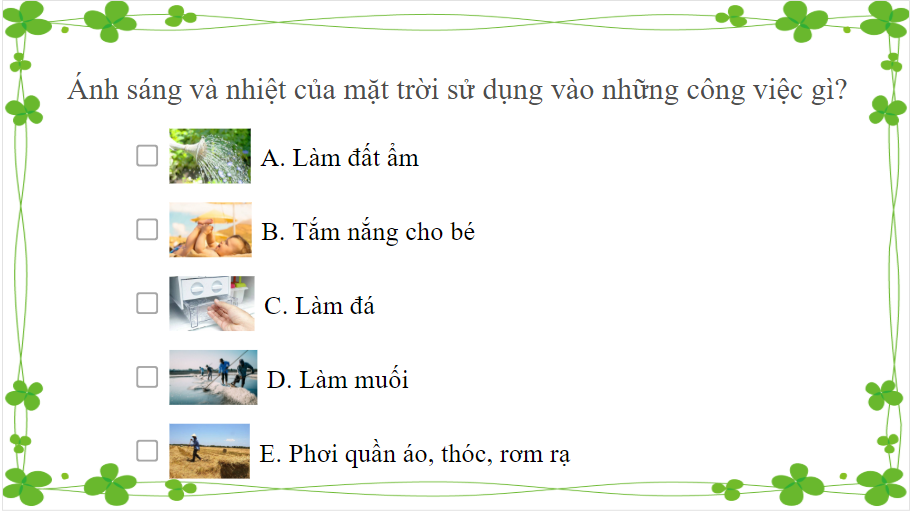 Ánh sáng và nhiệt của mặt trời sử dụng vào những công việc gì?
A. Làm đất ẩm
B. Tắm nắng cho bé
C. Làm đá
D. Làm muối
E. Phơi quần áo, thóc, rơm rạ